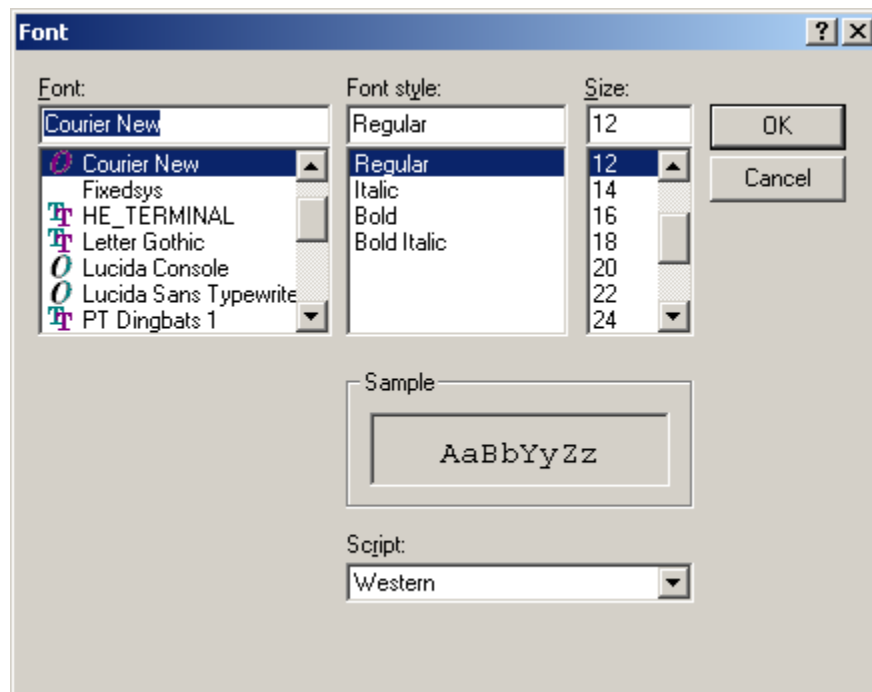 Font
Font:
Font style:
Size:
Courier New
Regular
12
OK
Cancel
Courier New
Fixedsys
HE_TERMINAL
Letter Gothic
Lucida Console
Lucida Sans Typewrite
PT Dingbats 1
Regular
Italic
Bold
Bold Italic
12
14
16
18
20
22
24
Sample
AaBbYyZz
Script:
Western